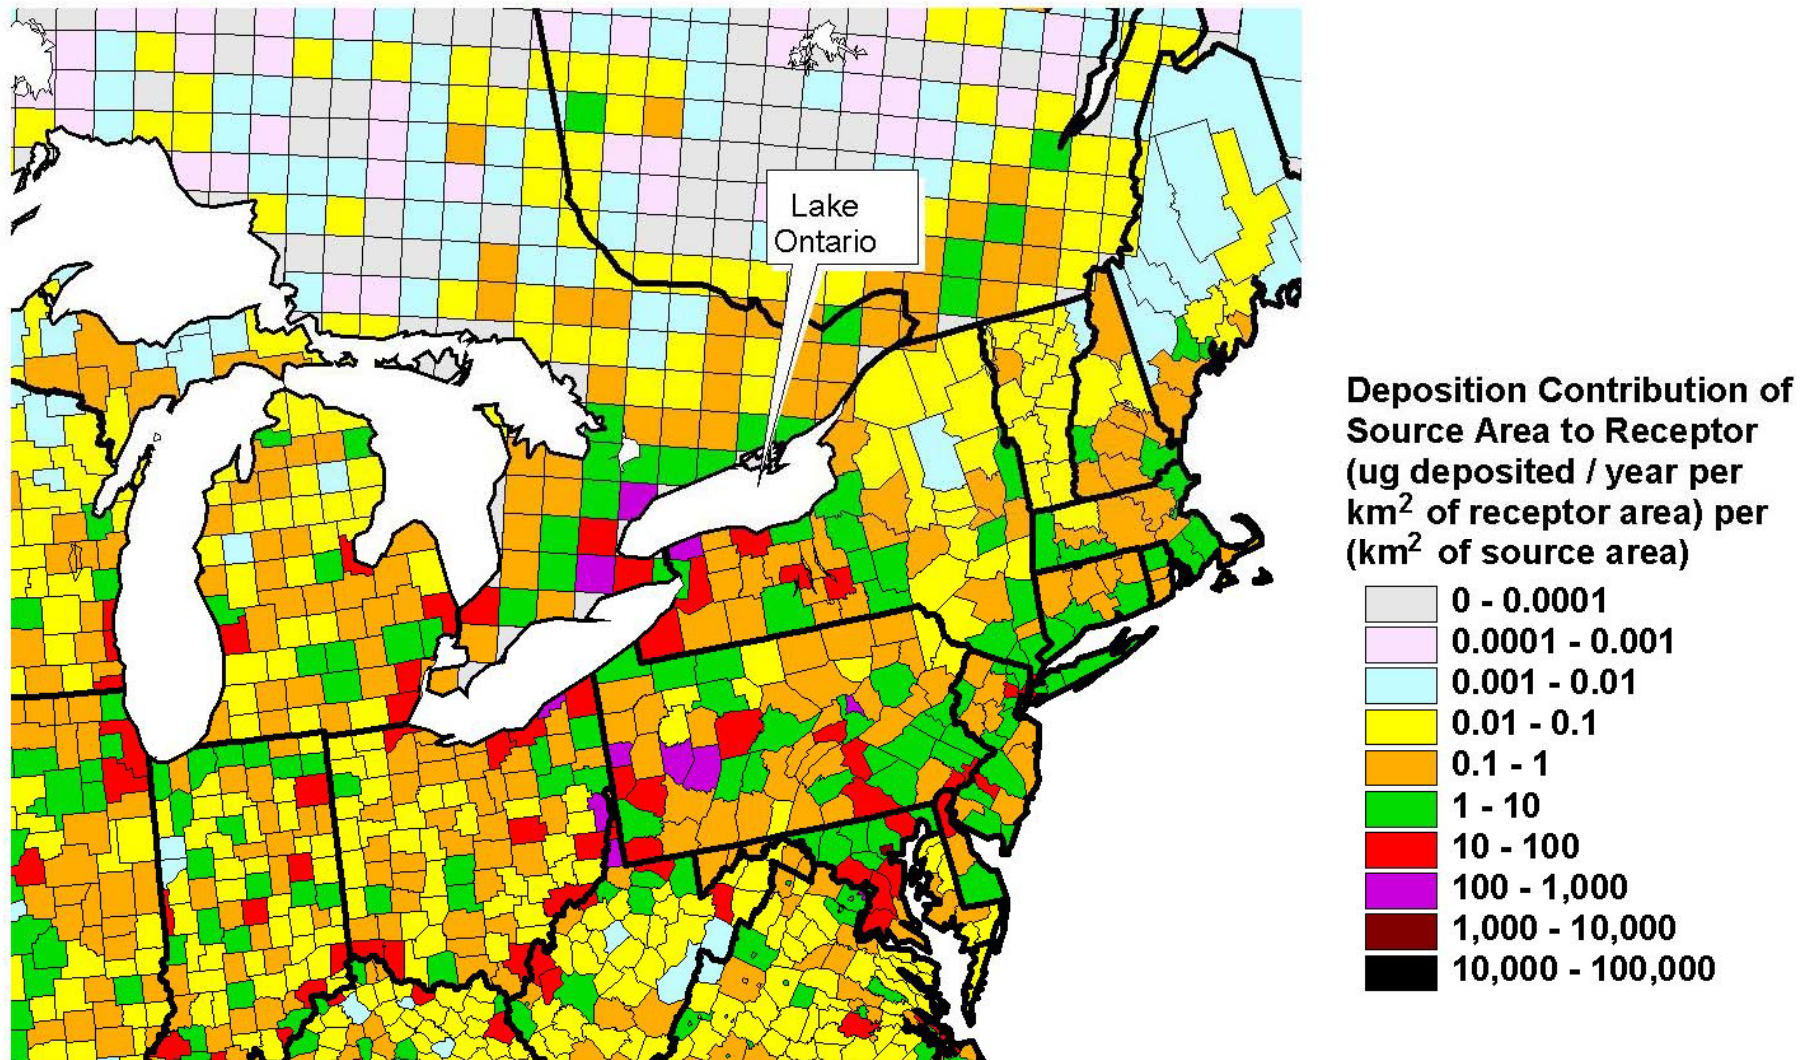 Lake
Ontario
Deposition Contribution of
Source Area to Receptor
(ug deposited / year per
km² of receptor area) per
(km² of source area)
0 - 0.0001
0.0001 - 0.001
0.001 - 0.01
0.01 - 0.1
0.1 - 1
1 - 10
10 - 100
100 - 1,000
1,000 - 10,000
10,000 - 100,000